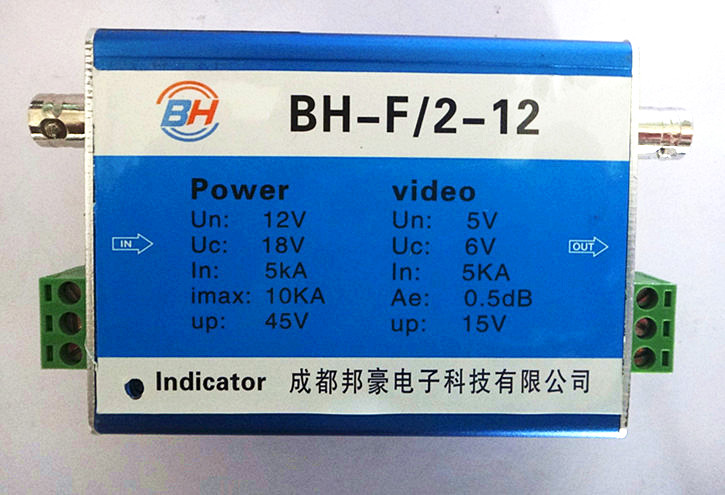 BH
BH-F/2-12
Power
Un: 12V
Uc: 18V
In: 5kA
imax: 10KA
up: 45V
video
Un: 5V
Uc: 6V
In: 5KA
Ae: 0.5dB
up: 15V
IN
OUT
Indicator 成都邦豪电子科技有限公司